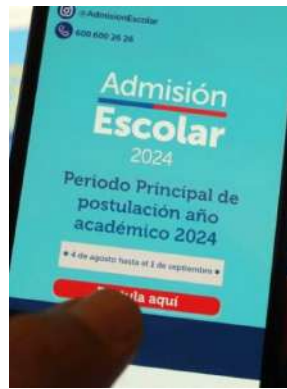 @AdmisionEscolar
600 600 26 26
Admisión
Escolar
2024
Periodo Principal de
postulación año
académico 2024
• 4 de agosto hasta el 1 de septiembre •
aquí